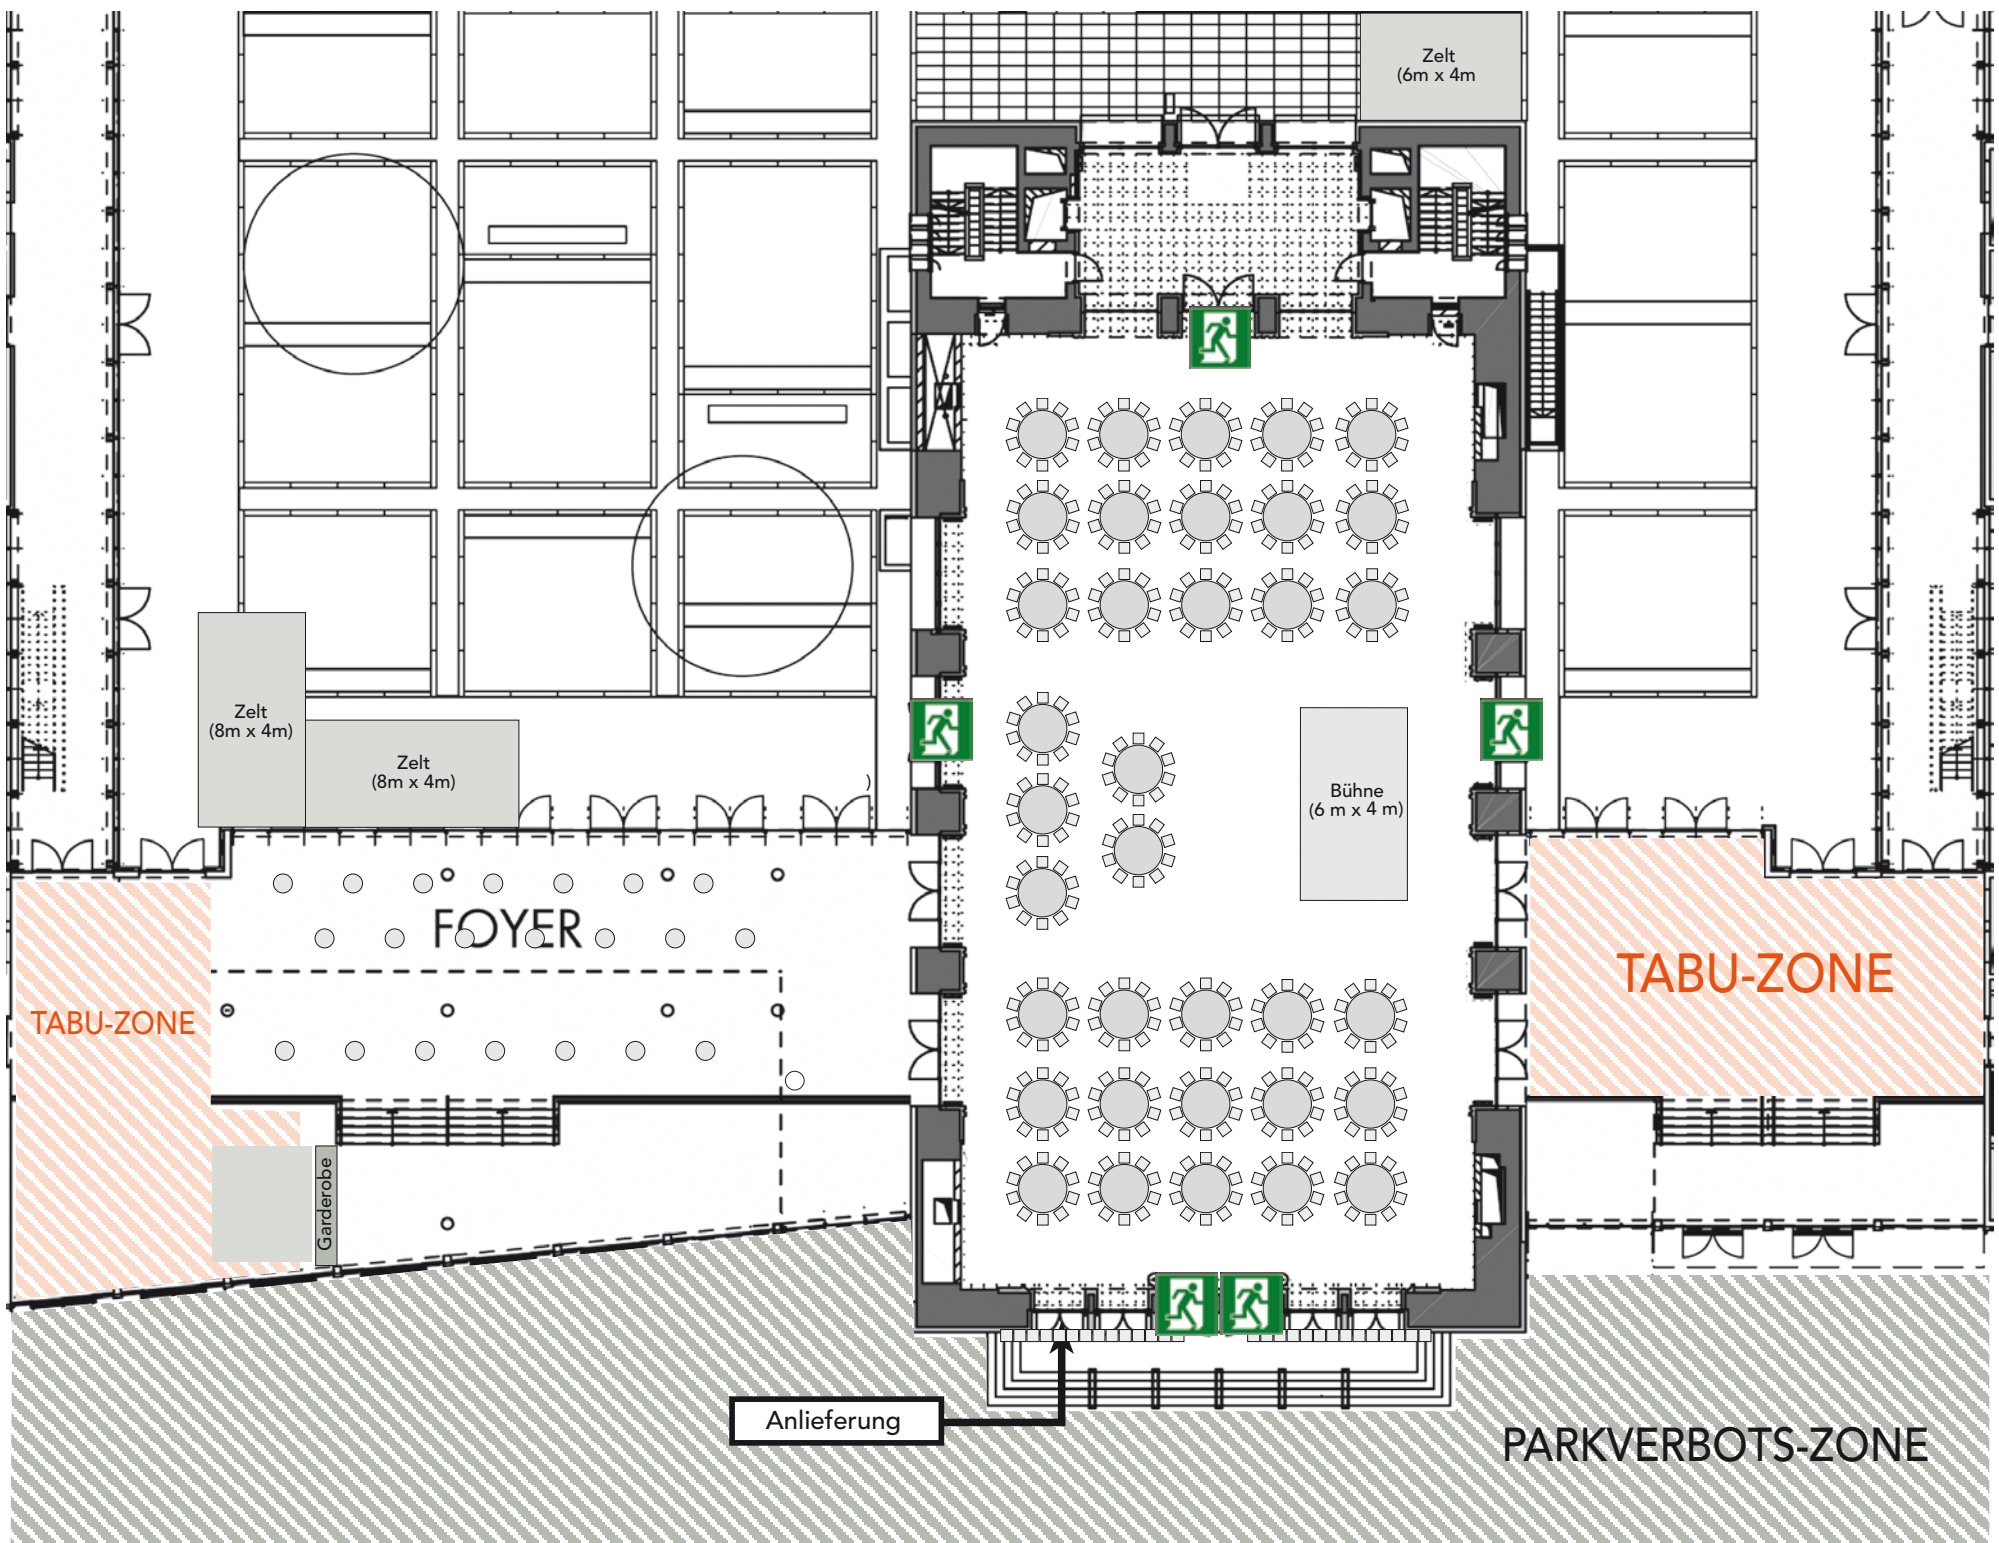 Zelt
(6m x 4m
Zelt
(8m x 4m)
Zelt
(8m x 4m)
)
Bühne
(6 m x 4 m)
FOYER
TABU-ZONE
TABU-ZONE
Garderobe
Anlieferung
PARKVERBOTS-ZONE